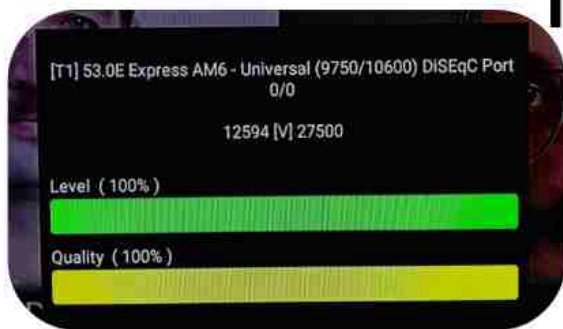 [T1] 53.0E Express AM6 - Universal (9750/10600) DiSEqC Port
0/0
12594 [V] 27500
Level ( 100% )
Quality ( 100% )